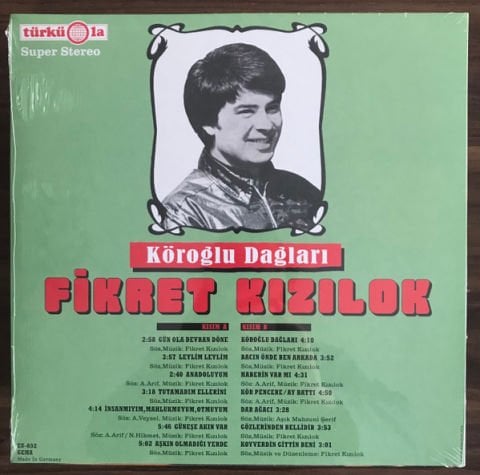 türküola
Super Stereo
Köroğlu Dağları
FİKRET KIZILOK
KISIM A
2:58 GÜN OLA DEVRAN DÖNE
Söz,Müzik: Fikret Kızılok
3:57 LEYLİM LEYLİM
Söz,Müzik: Fikret Kızılok
2:40 ANADOLUYUM
Söz: A.Arif, Müzik: Fikret Kızılok
3:18 TUTAMADIM ELLERİNİ
Söz,Müzik: Fikret Kızılok
4:14 İNSANMIYIM,MAHLUKMUYUM,OTMUYUM
Söz: A.Veysel, Müzik: Fikret Kızılok
5:46 GÜNEŞE AKIN VAR
Söz: A.Arif/N.Hikmet, Müzik: Fikret Kızılok
5:02 AŞKIN OLMADIĞI YERDE
Söz,Müzik: Fikret Kızılok
KISIM B
KÖROĞLU DAĞLARI 4:10
Söz,Müzik: Fikret Kızılok
BACIN ÖNDE BEN ARKADA 3:52
Söz,Müzik: Fikret Kızılok
HABERİN VAR MI 4:31
Söz: A.Arif, Müzik: Fikret Kızılok
KÖR PENCERE/AY BATTI 4:50
Söz: A.Arif, Müzik: Fikret Kızılok
DAR AĞACI 3:28
Söz,Müzik: Aşık Mahzuni Şerif
GÖZLERİNDEN BELLİDİR 3:53
Söz,Müzik: Fikret Kızılok
KOYVERDİN GİTTİN BENİ 3:01
Söz,Müzik ve Düzenleme: Fikret Kızılok
GEMA
Made in Germany